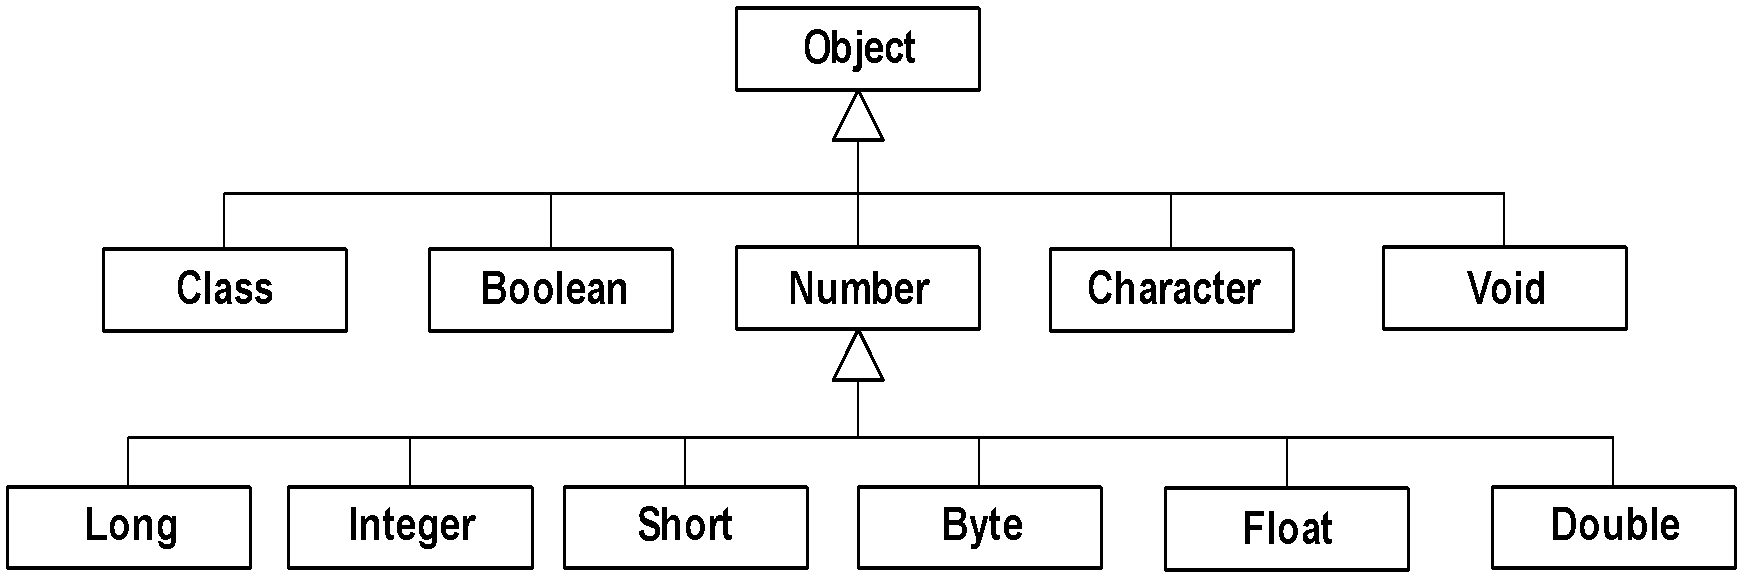 Object
Class
Boolean
Number
Character
Void
Long
Integer
Short
Byte
Float
Double